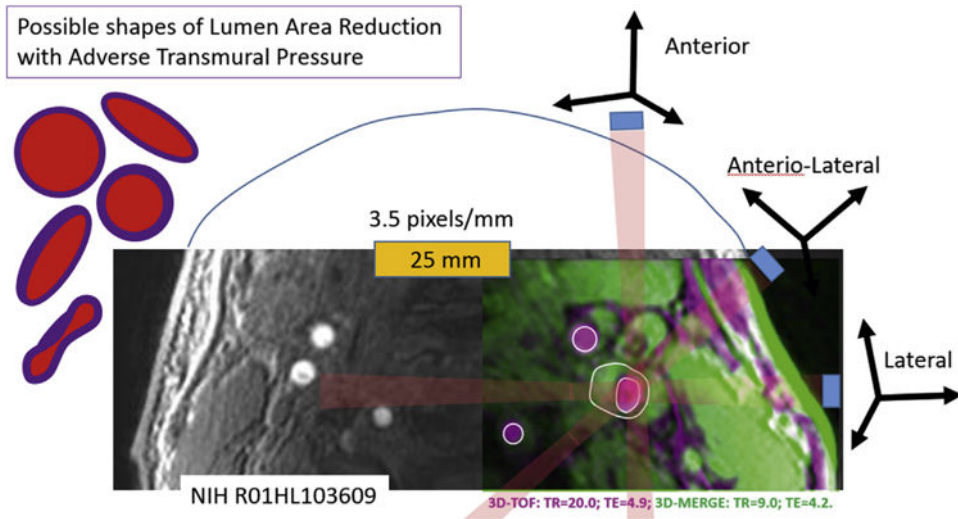 Possible shapes of Lumen Area Reduction
with Adverse Transmural Pressure
Anterior
Anterio-Lateral
3.5 pixels/mm
25 mm
Lateral
NIH R01HL103609
3D-TOF: TR=20.0; TE=4.9; 3D-MERGE: TR=9.0; TE=4.2.